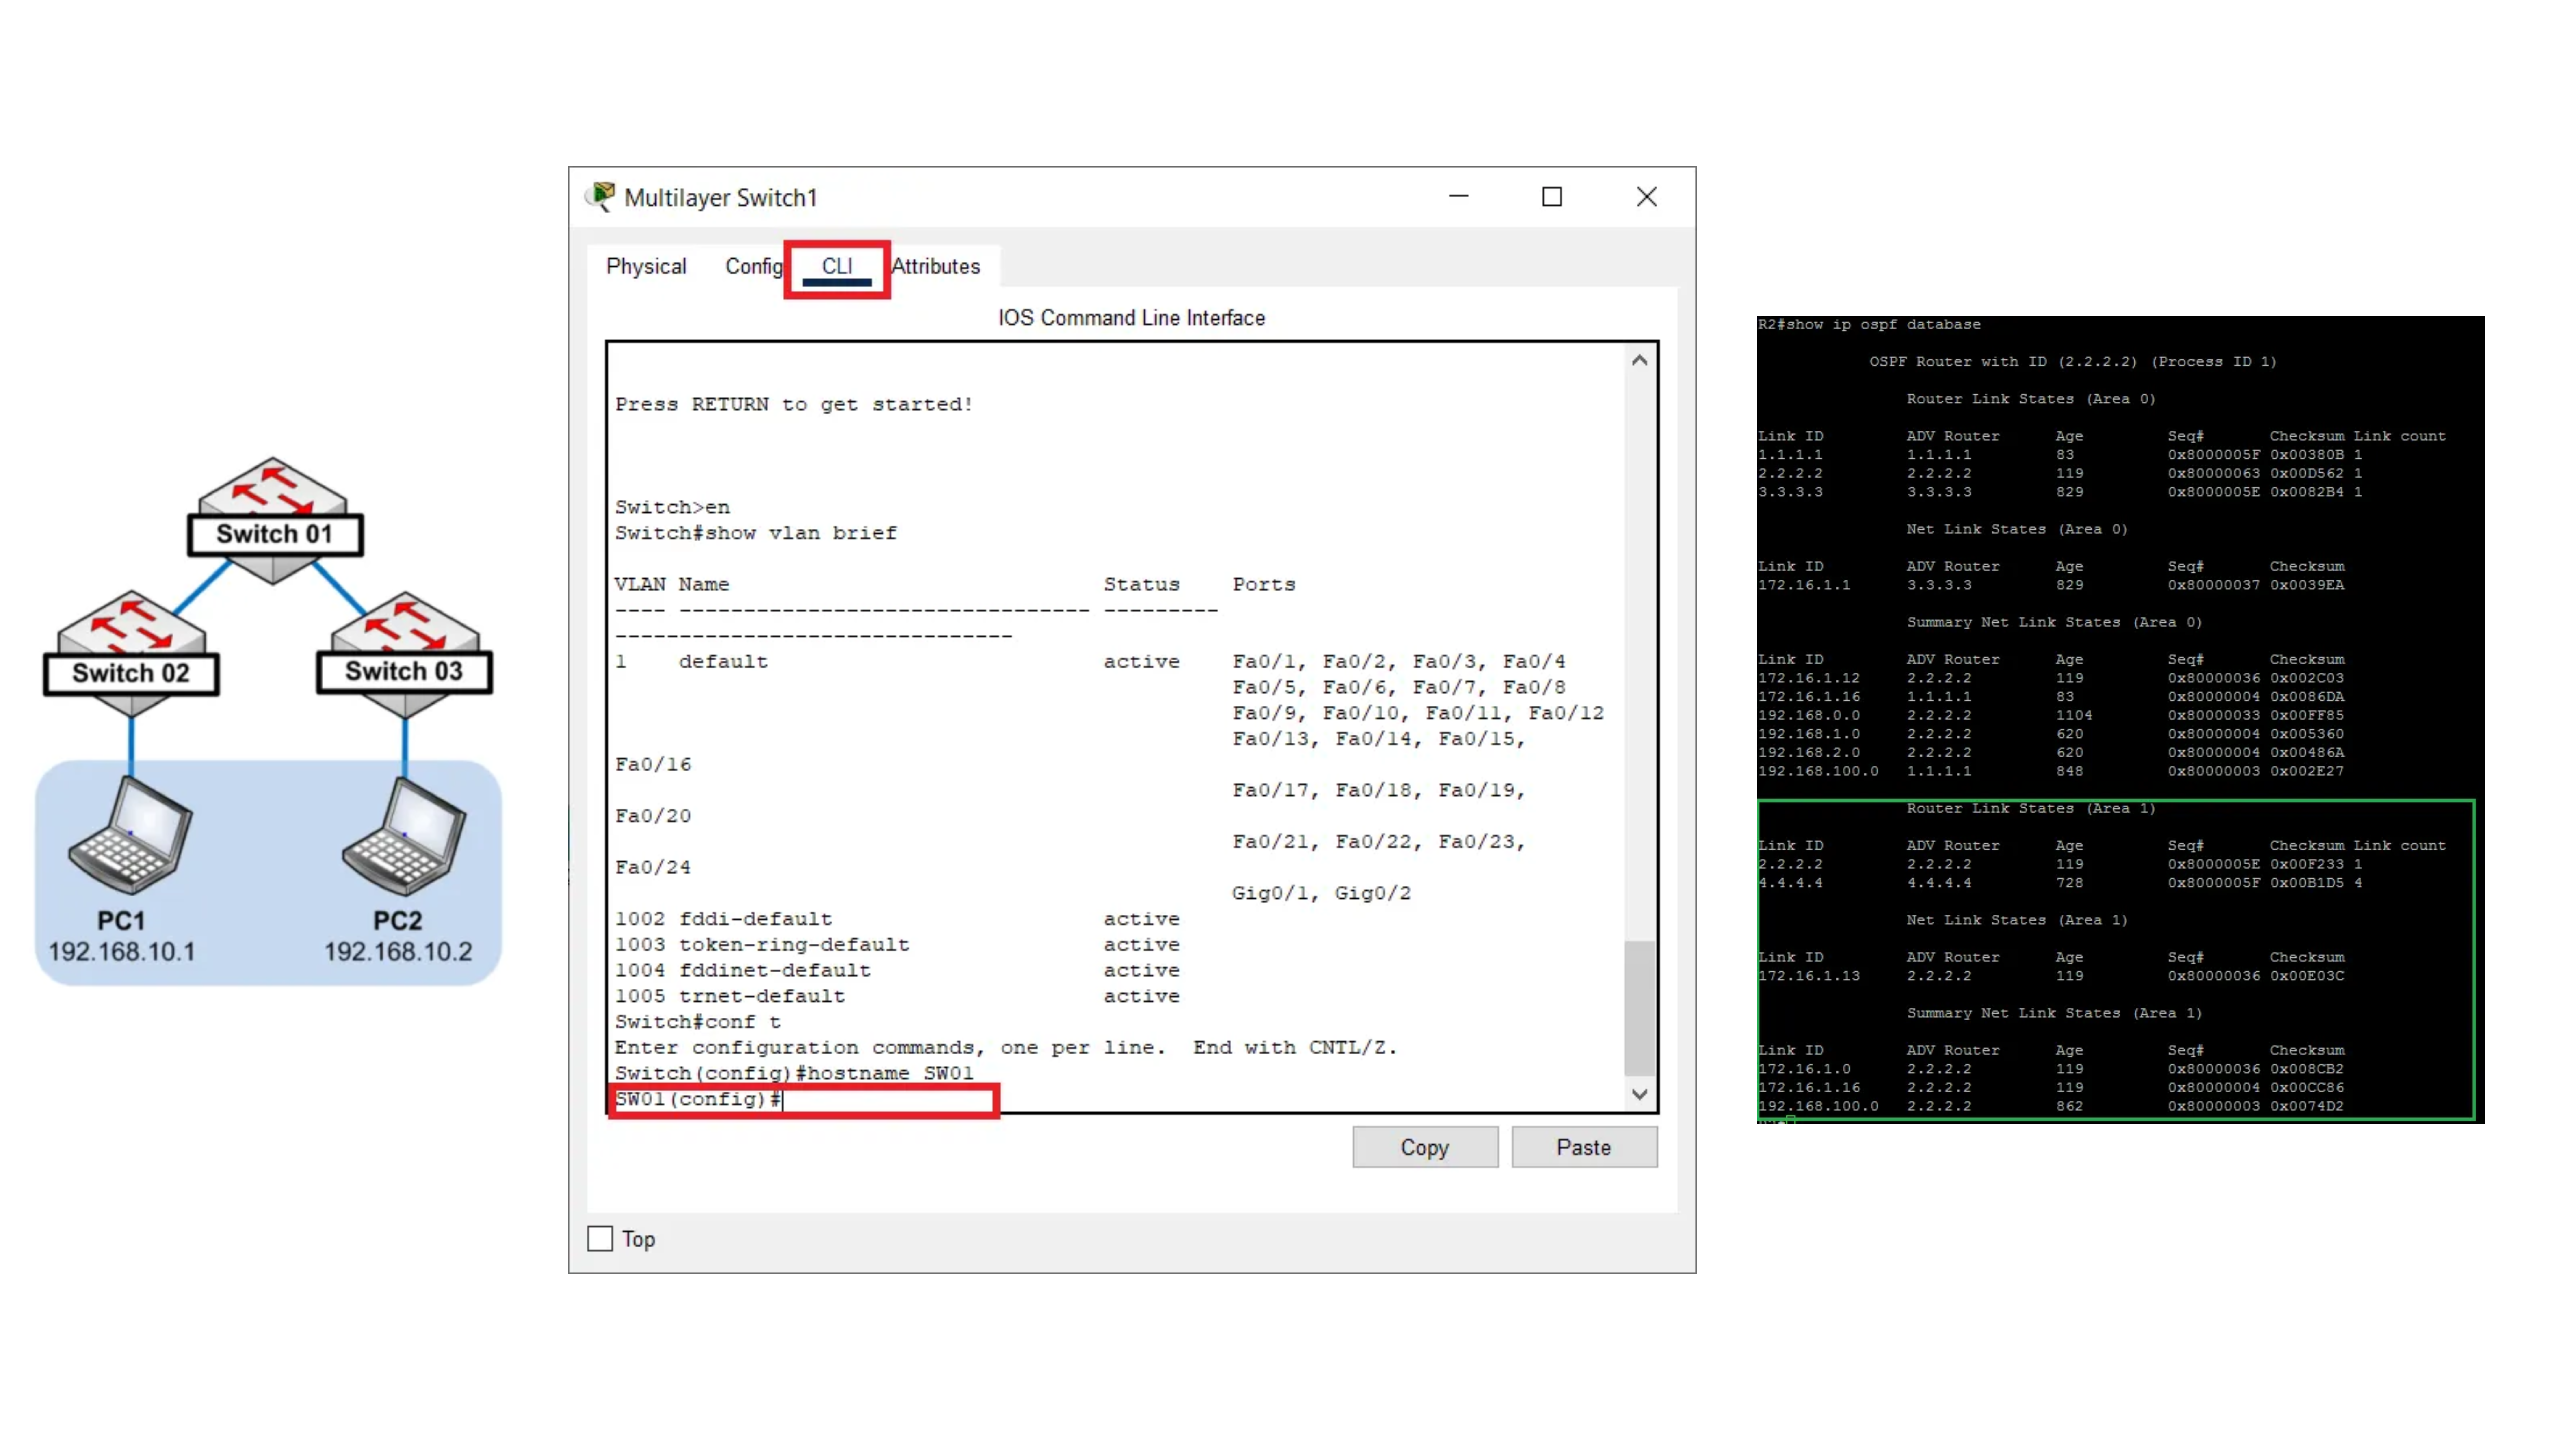 Switch 01
Switch 02
Switch 03
PC1
192.168.10.1
PC2
192.168.10.2
Multilayer Switch1
Physical Config CLI Attributes
IOS Command Line Interface
Press RETURN to get started!
Switch>en
Switch#show vlan brief
VLAN Name Status Ports
---- -------------------------------- ---------
-------------------------------
1 default active Fa0/1, Fa0/2, Fa0/3, Fa0/4
Fa0/5, Fa0/6, Fa0/7, Fa0/8
Fa0/9, Fa0/10, Fa0/11, Fa0/12
Fa0/13, Fa0/14, Fa0/15,
Fa0/16
Fa0/17, Fa0/18, Fa0/19,
Fa0/20
Fa0/21, Fa0/22, Fa0/23,
Fa0/24
Gig0/1, Gig0/2
1002 fddi-default active
1003 token-ring-default active
1004 fddinet-default active
1005 trnet-default active
Switch#conf t
Enter configuration commands, one per line. End with CNTL/Z.
Switch(config)#hostname SW01
SW01(config)#
Copy Paste
Top
R2#show ip ospf database
OSPF Router with ID (2.2.2.2) (Process ID 1)
Router Link States (Area 0)
Link ID ADV Router Age Seq# Checksum Link count
1.1.1.1 1.1.1.1 83 0x8000005F 0x00380B 1
2.2.2.2 2.2.2.2 119 0x80000063 0x00D562 1
3.3.3.3 3.3.3.3 829 0x8000005E 0x0082B4 1
Net Link States (Area 0)
Link ID ADV Router Age Seq# Checksum
172.16.1.1 3.3.3.3 829 0x80000037 0x0039EA
Summary Net Link States (Area 0)
Link ID ADV Router Age Seq# Checksum
172.16.1.12 2.2.2.2 119 0x80000036 0x002C03
172.16.1.16 1.1.1.1 83 0x80000004 0x0086DA
192.168.0.0 2.2.2.2 1104 0x80000033 0x00FF85
192.168.1.0 2.2.2.2 620 0x80000004 0x005360
192.168.2.0 2.2.2.2 620 0x80000004 0x00486A
192.168.100.0 1.1.1.1 848 0x80000003 0x002E27
Router Link States (Area 1)
Link ID ADV Router Age Seq# Checksum Link count
2.2.2.2 2.2.2.2 119 0x8000005E 0x00F233 1
4.4.4.4 4.4.4.4 728 0x8000005F 0x00B1D5 4
Net Link States (Area 1)
Link ID ADV Router Age Seq# Checksum
172.16.1.13 2.2.2.2 119 0x80000036 0x00E03C
Summary Net Link States (Area 1)
Link ID ADV Router Age Seq# Checksum
172.16.1.0 2.2.2.2 119 0x80000036 0x008CB2
172.16.1.16 2.2.2.2 119 0x80000004 0x00CC86
192.168.100.0 2.2.2.2 862 0x80000003 0x0074D2